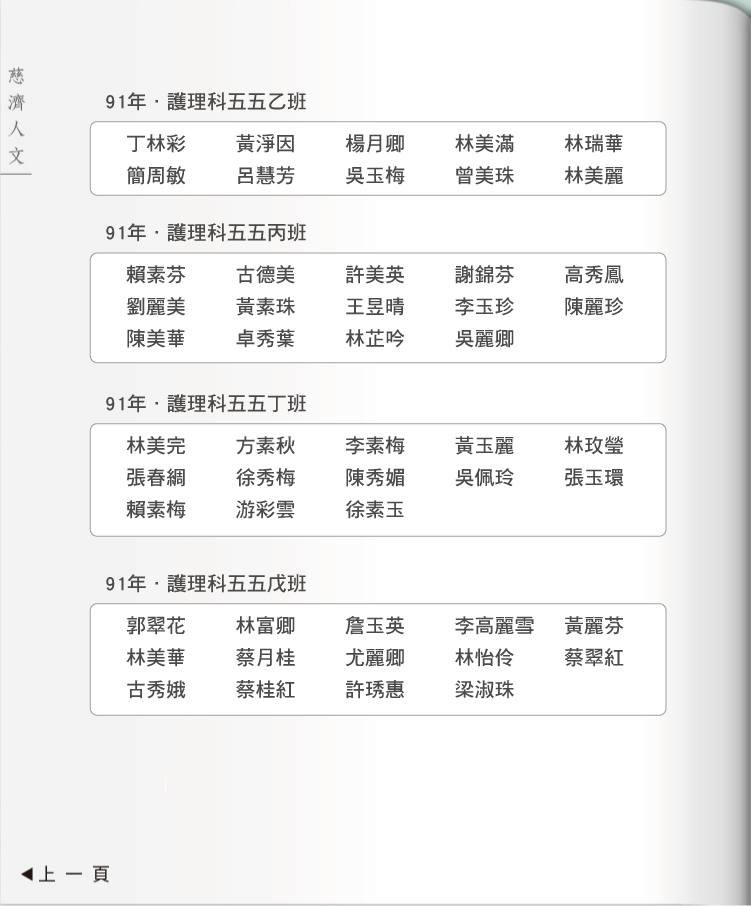 慈濟人文
91年·護理科五五乙班
丁林彩 黃淨因 楊月卿 林美滿 林瑞華
簡周敏 呂慧芳 吳玉梅 曾美珠 林美麗
91年·護理科五五丙班
賴素芬 古德美 許美英 謝錦芬 高秀鳳
劉麗美 黃素珠 王昱晴 李玉珍 陳麗珍
陳美華 卓秀葉 林芷吟 吳麗卿
91年·護理科五五丁班
林美完 方素秋 李素梅 黃玉麗 林玫瑩
張春綢 徐秀梅 陳秀媚 吳佩玲 張玉環
賴素梅 游彩雲 徐素玉
91年·護理科五五戊班
郭翠花 林富卿 詹玉英 李高麗雪 黃麗芬
林美華 蔡月桂 尤麗卿 林怡伶 蔡翠紅
古秀娥 蔡桂紅 許琇惠 梁淑珠
◀上一頁